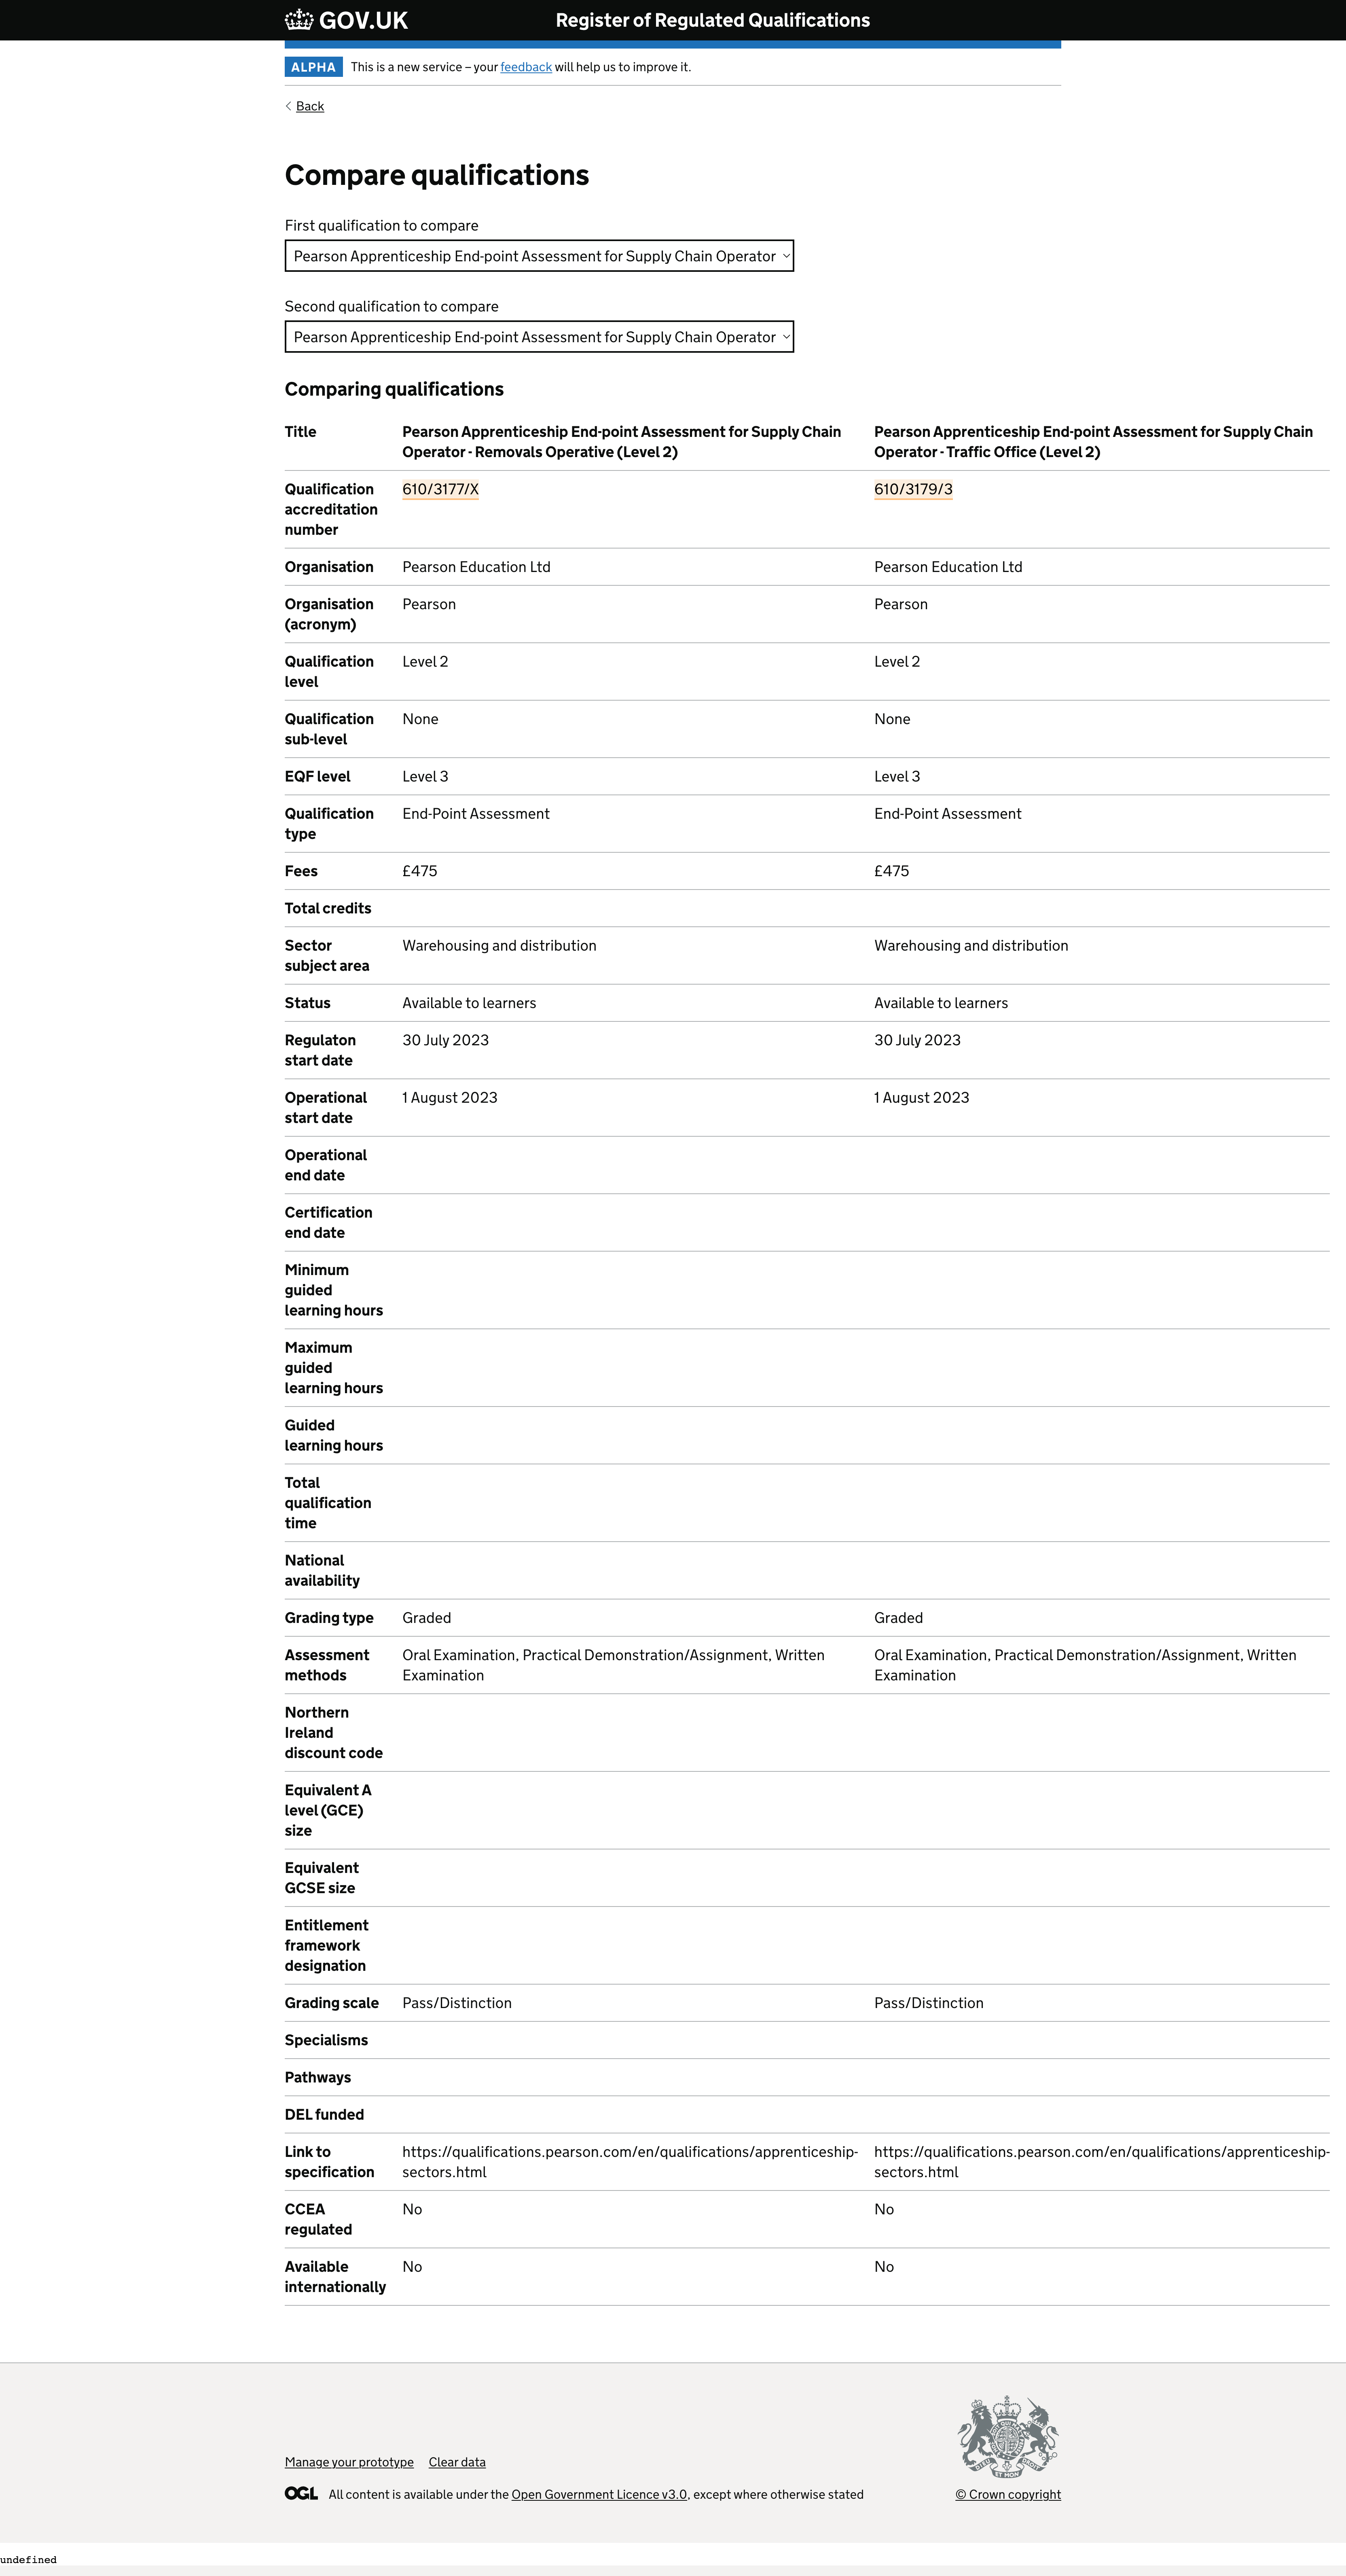 GOV.UK
Register of Regulated Qualifications
ALPHA This is a new service – your feedback will help us to improve it.
Back
Compare qualifications
First qualification to compare
Pearson Apprenticeship End-point Assessment for Supply Chain Operator
Second qualification to compare
Pearson Apprenticeship End-point Assessment for Supply Chain Operator
Comparing qualifications
Title Pearson Apprenticeship End-point Assessment for Supply Chain Pearson Apprenticeship End-point Assessment for Supply Chain
Operator - Removals Operative (Level 2) Operator - Traffic Office (Level 2)
Qualification 610/3177/X 610/3179/3
accreditation
number
Organisation Pearson Education Ltd Pearson Education Ltd
Organisation Pearson Pearson
(acronym)
Qualification Level 2 Level 2
level
Qualification None None
sub-level
EQF level Level 3 Level 3
Qualification End-Point Assessment End-Point Assessment
type
Fees £475 £475
Total credits
Sector Warehousing and distribution Warehousing and distribution
subject area
Status Available to learners Available to learners
Regulaton 30 July 2023 30 July 2023
start date
Operational 1 August 2023 1 August 2023
start date
Operational
end date
Certification
end date
Minimum
guided
learning hours
Maximum
guided
learning hours
Guided
learning hours
Total
qualification
time
National
availability
Grading type Graded Graded
Assessment Oral Examination, Practical Demonstration/Assignment, Written Oral Examination, Practical Demonstration/Assignment, Written
methods Examination Examination
Northern
Ireland
discount code
Equivalent A
level (GCE)
size
Equivalent
GCSE size
Entitlement
framework
designation
Grading scale Pass/Distinction Pass/Distinction
Specialisms
Pathways
DEL funded
Link to https://qualifications.pearson.com/en/qualifications/apprenticeship- https://qualifications.pearson.com/en/qualifications/apprenticeship-
specification sectors.html sectors.html
CCEA No No
regulated
Available No No
internationally
Manage your prototype Clear data
OGL All content is available under the Open Government Licence v3.0, except where otherwise stated
© Crown copyright
undefined